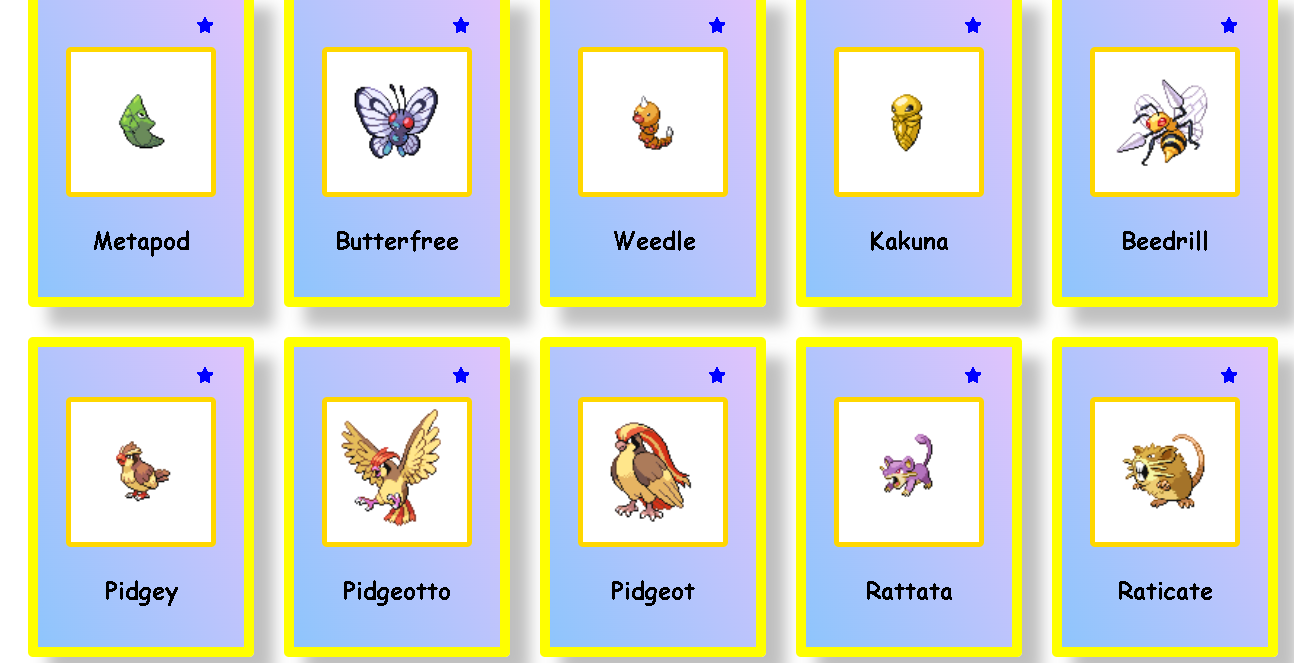 Metapod
Butterfree
Weedle
Kakuna
Beedrill
Pidgey
Pidgeotto
Pidgeot
Rattata
Raticate